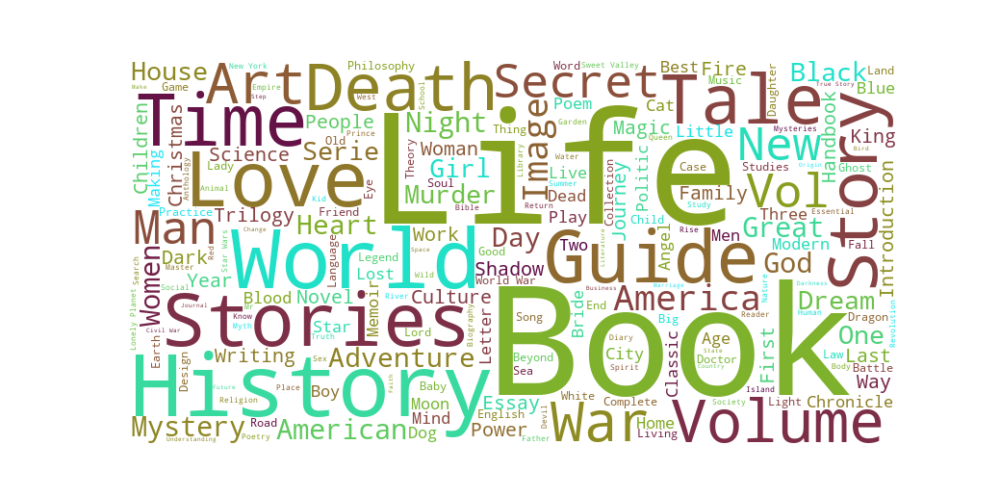 House
Art
Death
Philosophy
New York
Game
Empire
Step
West
School
Secret
Word
Sweet Valley
Best
Fire
Tale
Music
Daughter
Black
True Story
Land
Blue
Time
Children
Making
Christmas
People
Old
Prince
Night
Thing
Image
Poem
Garden
Cat
Magic
Little
Queen
New
Mysteries
Bird
Handbook
King
Story
Science
Serie
Love
Lady
Animal
Anthology
Eye
Theory
Woman
Girl
Soul
Murder
Bible
Library
Live
Water
Summer
Dead
Return
Life
Journey
Politic
Case
Studies
Family
Collection
Study
Vol
Origin
Ghost
Essential
Introduction
Man
Practice
Trilogy
Kid
Friend
Heart
Change
Red
Work
Play
Child
Rise
Three
Great
Fall
Women
Dark
Star Wars
World
Language
Legend
Space
Good
Day
Two
Literature
Angel
Men
Modern
God
Search
Master
Year
Lost
Wild
Shadow
World War
Guide
Marriage
Nature
Darkness
Human
Dragon
Revolution
Lonely Planet
Social
Journal
Blood
Novel
Memoir
River
Culture
Business
End
Bride
America
Big
Reader
Dream
Stories
Know
Mr
Myth
Truth
Star
Lord
Biography
Letter
Song
Book
Diary
Age
State
City
Doctor
Country
Classic
First
One
Law
Body
Battle
Civil War
Earth
Design
Writing
Sex
Adventure
Beyond
Sea
Spirit
Last
Way
History
Future
Religion
Place
Boy
Faith
Baby
Moon
Mind
Essay
English
Devil
White
Complete
Society
Island
Light
Chronicle
Mystery
Understanding
Poetry
Road
American
Dog
Power
Father
War
Home
Living
Volume